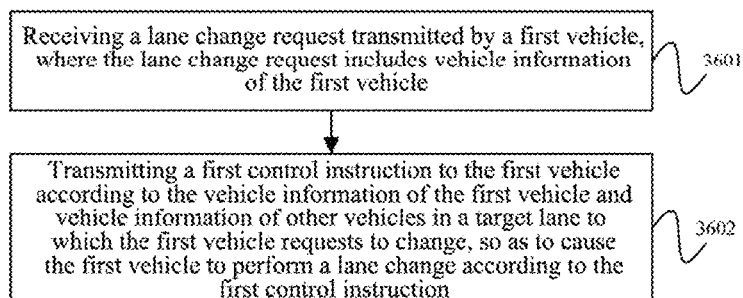 Receiving a lane change request transmitted by a first vehicle,
where the lane change request includes vehicle information
of the first vehicle
3601
Transmitting a first control instruction to the first vehicle
according to the vehicle information of the first vehicle and
vehicle information of other vehicles in a target lane to
which the first vehicle requests to change, so as to cause
the first vehicle to perform a lane change according to the
first control instruction
3602